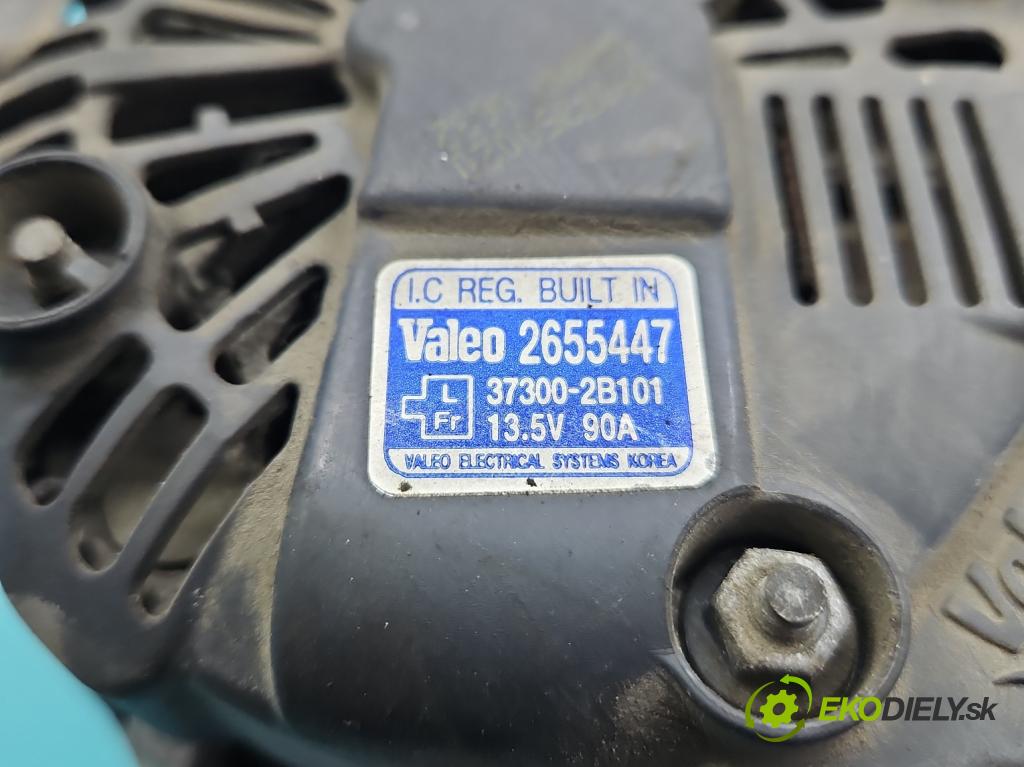 I.C REG. BUILT IN
Valeo 2655447
L
Fr
37300-2B101
13.5V 90A
VALEO ELECTRICAL SYSTEMS KOREA
EKODIELY.sk